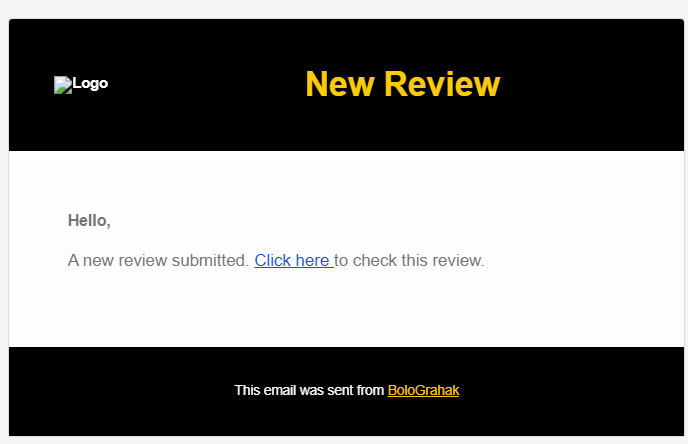 Logo
New Review
Hello,
A new review submitted. Click here to check this review.
This email was sent from BoloGrahak